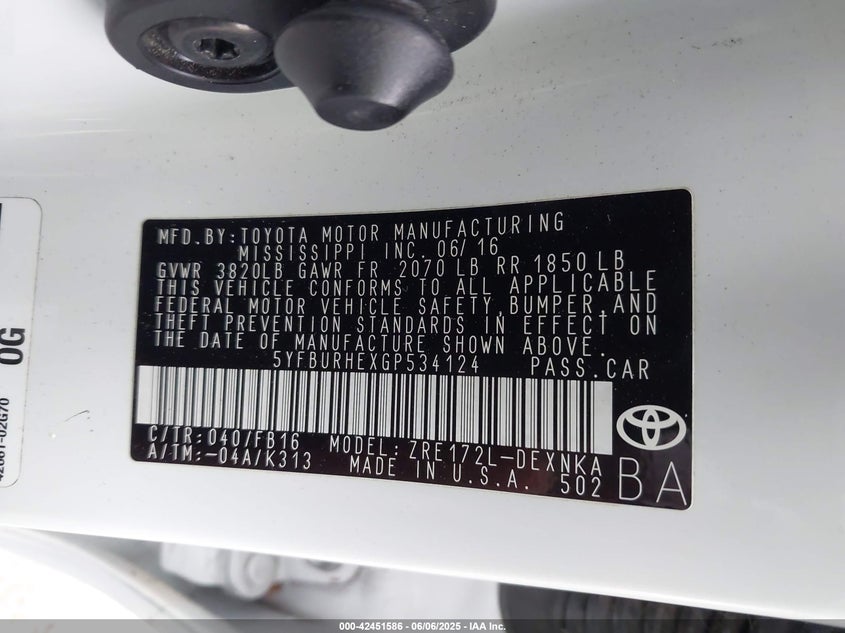 MFD.BY:TOYOTA MOTOR MANUFACTURING
MISSISSIPPI INC. 06/16
GVWR 3820LB GAWR FR 2070 LB RR 1850 LB
THIS VEHICLE CONFORMS TO ALL APPLICABLE
FEDERAL MOTOR VEHICLE SAFETY,BUMPER,AND
THEFT PREVENTION STANDARDS IN EFFECT ON
THE DATE OF MANUFACTURE SHOWN ABOVE.
5YFBURHEXGP534124 PASS.CAR
C/TR:040/FB16 MODEL:ZRE172L-DEXNKA
A/TM:-04A/K313 MADE IN U.S.A. 502
BA
OG
000-42451586 - 06/06/2025 - IAA Inc.